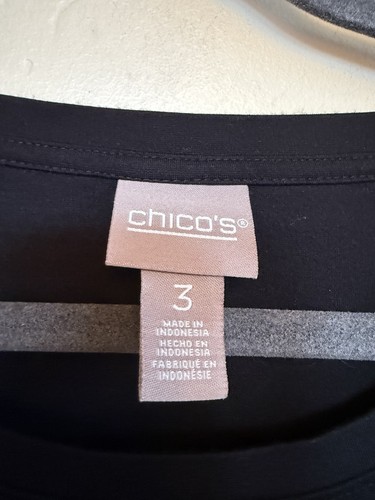 chico's®
3
MADE IN
INDONESIA
HECHO EN
INDONESIA
FABRIQUÉ EN
INDONÉSIE